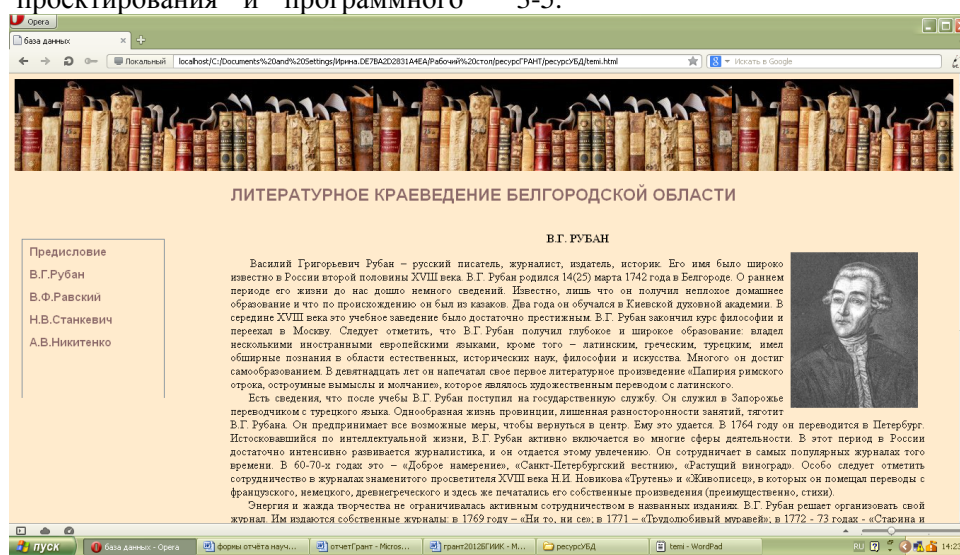 проектирования и программного 3-5.
Opera
база данных
Локальный localhost/C:/Documents%20and%20Settings/Ирина.DE7BA2D2831A4EA/Рабочий%20стол/ресурсГРАНТ/ресурсУБД/temi.html Искать в Google
ЛИТЕРАТУРНОЕ КРАЕВЕДЕНИЕ БЕЛГОРОДСКОЙ ОБЛАСТИ
Предисловие
В.Г.Рубан
В.Ф.Равский
Н.В.Станкевич
А.В.Никитенко
В.Г. РУБАН
Василий Григорьевич Рубан – русский писатель, журналист, издатель, историк. Его имя было широко
известно в России второй половины XVIII века. В.Г. Рубан родился 14(25) марта 1742 года в Белгороде. О раннем
периоде его жизни до нас дошло немного сведений. Известно, лишь что он получил неплохое домашнее
образование и что по происхождению он был из казаков. Два года он обучался в Киевской духовной академии. В
середине XVIII века это учебное заведение было достаточно престижным. В.Г. Рубан закончил курс философии и
переехал в Москву. Следует отметить, что В.Г. Рубан получил глубокое и широкое образование: владел
несколькими иностранными европейскими языками, кроме того – латинским, греческим, турецким; имел
обширные познания в области естественных, исторических наук, философии и искусства. Многого он достиг
самообразованием. В девятнадцать лет он напечатал свое первое литературное произведение «Папирия римского
отрока, остроумные вымыслы и молчание», которое являлось художественным переводом с латинского.
Есть сведения, что после учебы В.Г. Рубан поступил на государственную службу. Он служил в Запорожье
переводчиком с турецкого языка. Однообразная жизнь провинции, лишенная разносторонности занятий, тяготит
В.Г. Рубана. Он предпринимает все возможные меры, чтобы вернуться в центр. Ему это удается. В 1764 году он переводится в Петербург.
Истосковавшийся по интеллектуальной жизни, В.Г. Рубан активно включается во многие сферы деятельности. В этот период в России
достаточно интенсивно развивается журналистика, и он отдается этому увлечению. Он сотрудничает в самых популярных журналах того
времени. В 60-70-х годах это – «Доброе намерение», «Санкт-Петербургский вестник», «Растущий виноград». Особо следует отметить
сотрудничество в журналах знаменитого просветителя XVIII века Н.И. Новикова «Трутень» и «Живописец», в которых он помещал переводы с
французского, немецкого, древнегреческого и здесь же печатались его собственные произведения (преимущественно, стихи).
Энергия и жажда творчества не ограничивалась активным сотрудничеством в названных изданиях. В.Г. Рубан решает организовать свой
журнал. Им издаются собственные журналы: в 1769 году – «Ни то, ни се»; в 1771 – «Трудолюбивый муравей»; в 1772 - 73 годах - «Старина и
пуск база данных - Opera формы отчёта науч... отчетГрант - Micros... грант2012БГИИК - M... ресурсУБД temi - WordPad RU 14:23